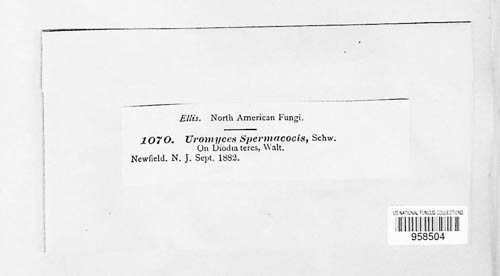 Ellis. North American Fungi.
1070. Uromyces Spermacocis, Schw.
On Diodia teres, Walt.
Newfield. N. J. Sept. 1882.
US NATIONAL FUNGUS COLLECTIONS
958504